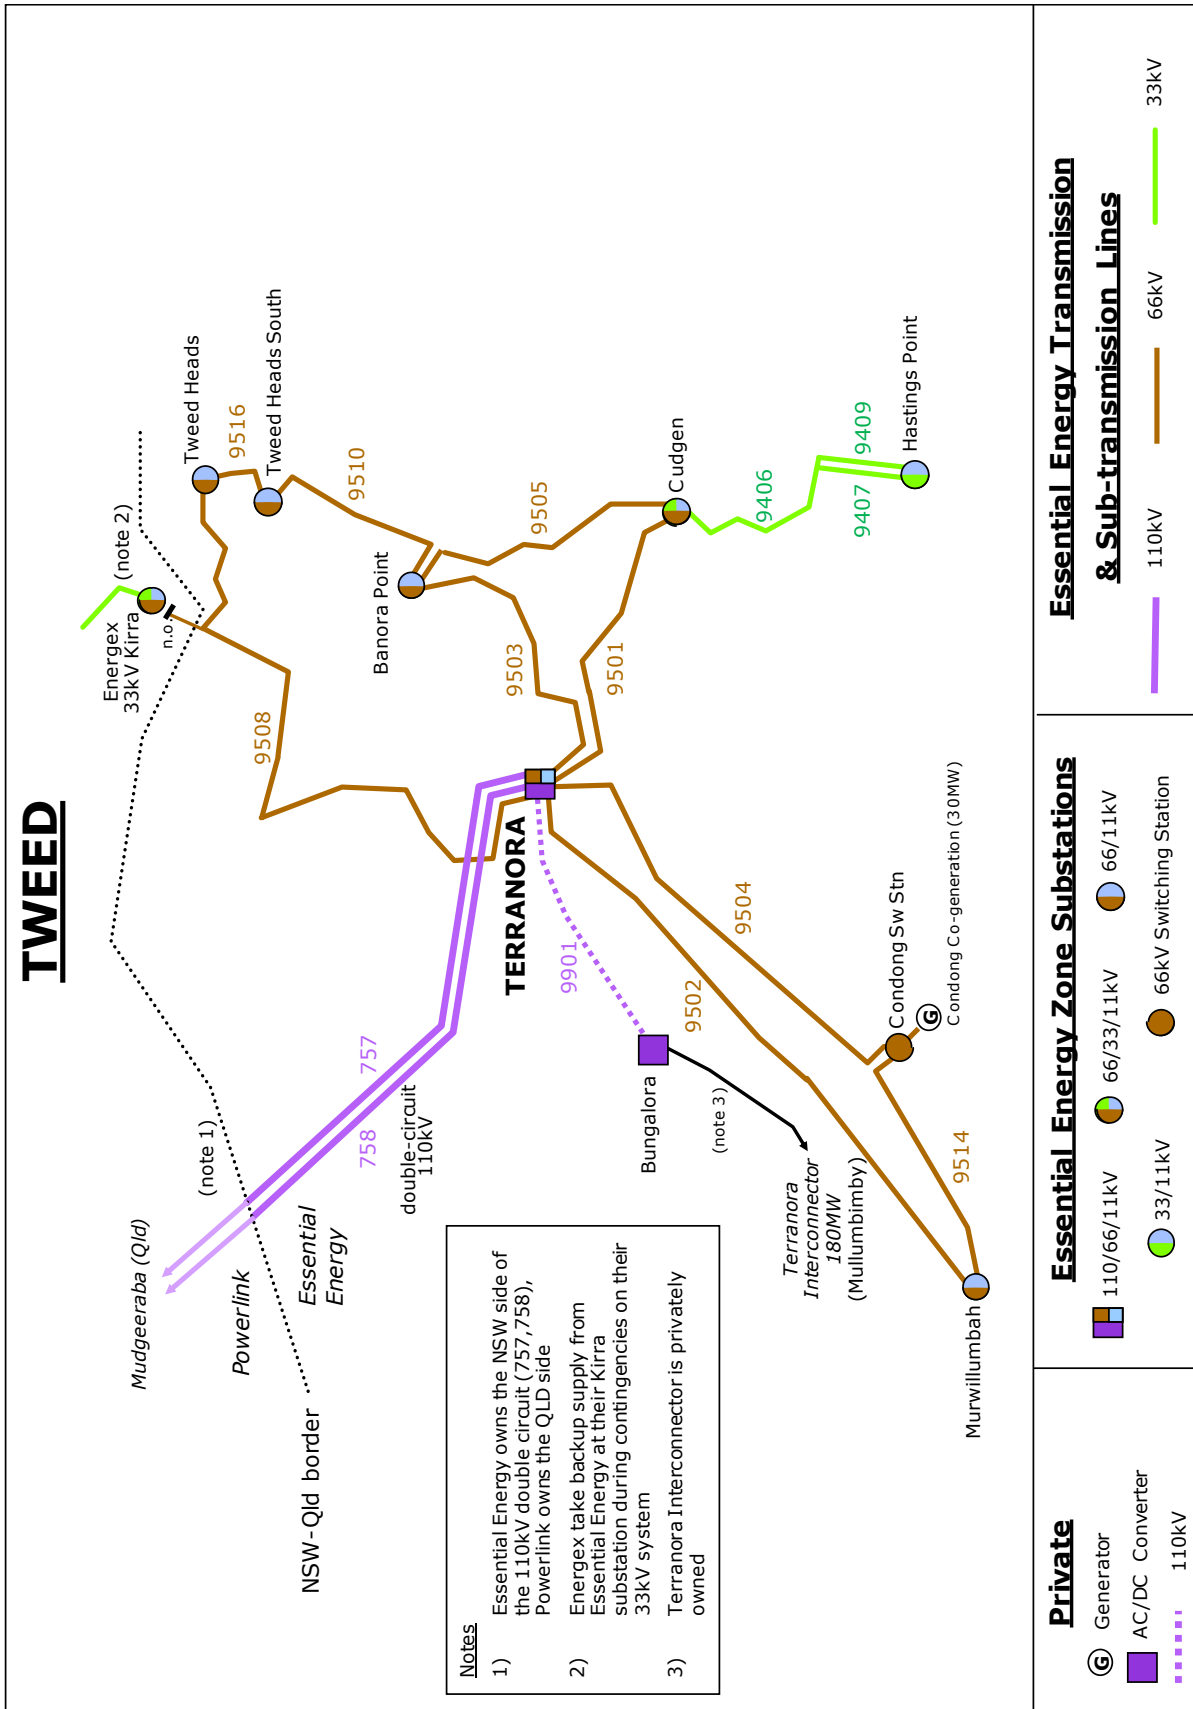 TWEED
Mudgeeraba (Qld)
(note 1)
Powerlink
Essential
Energy
NSW-Qld border
758
757
double-circuit
110kV
9508
Energex
33kV Kirra
n.o.
(note 2)
Tweed Heads
9516
Tweed Heads South
9510
Banora Point
9503
9505
9501
Cudgen
9406
9407
9409
Hastings Point
TERRANORA
9901
Bungalora
(note 3)
Terranora
Interconnector
180MW
(Mullumbimby)
9502
9504
Condong Sw Stn
G
Condong Co-generation (30MW)
9514
Murwillumbah
Notes
1) Essential Energy owns the NSW side of
the 110kV double circuit (757,758),
Powerlink owns the QLD side
2) Energex take backup supply from
Essential Energy at their Kirra
substation during contingencies on their
33kV system
3) Terranora Interconnector is privately
owned
Private
G Generator
AC/DC Converter
110kV
Essential Energy Zone Substations
110/66/11kV
66/33/11kV
66/11kV
33/11kV
66kV Switching Station
Essential Energy Transmission
& Sub-transmission Lines
110kV
66kV
33kV